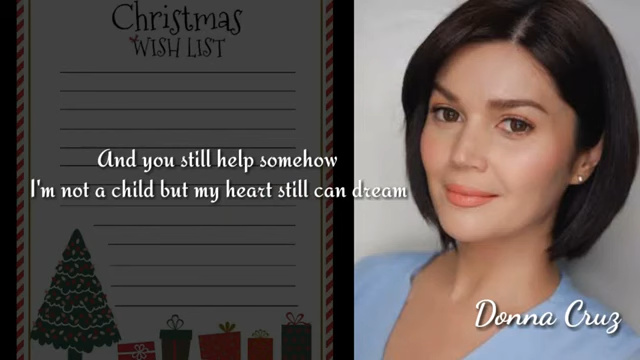 Christmas
WISH LIST
And you still help somehow
I'm not a child but my heart still can dream
Donna Cruz